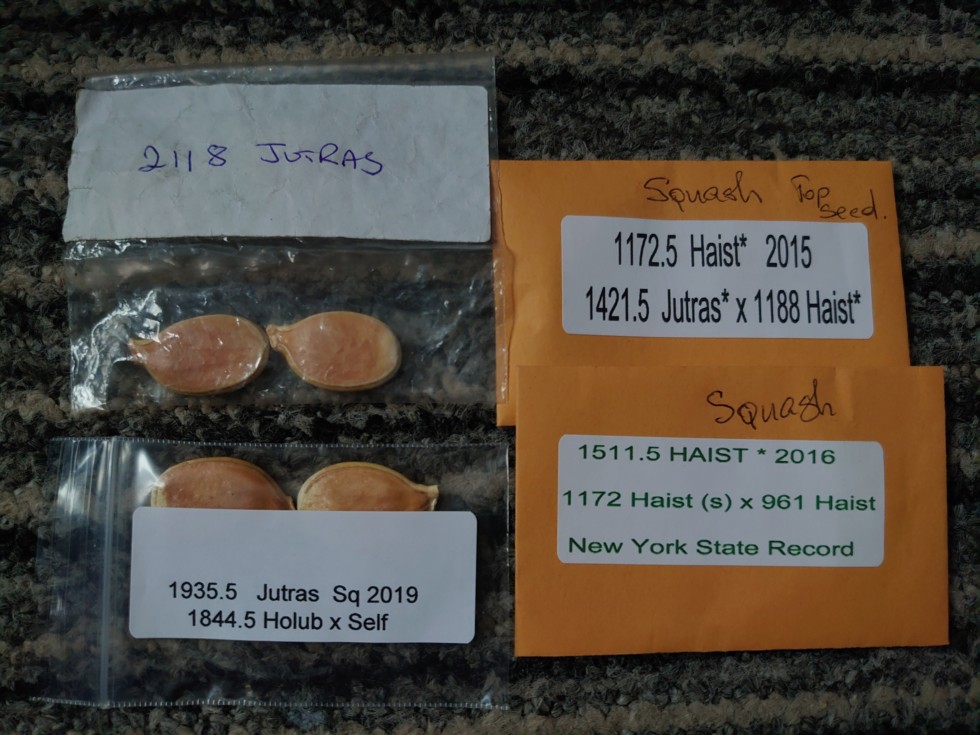 2118 JUTRAS
Squash Top Seed.
1172.5 Haist* 2015
1421.5 Jutras* x 1188 Haist*
Squash
1511.5 HAIST * 2016
1172 Haist (s) x 961 Haist
New York State Record
1935.5 Jutras Sq 2019
1844.5 Holub x Self